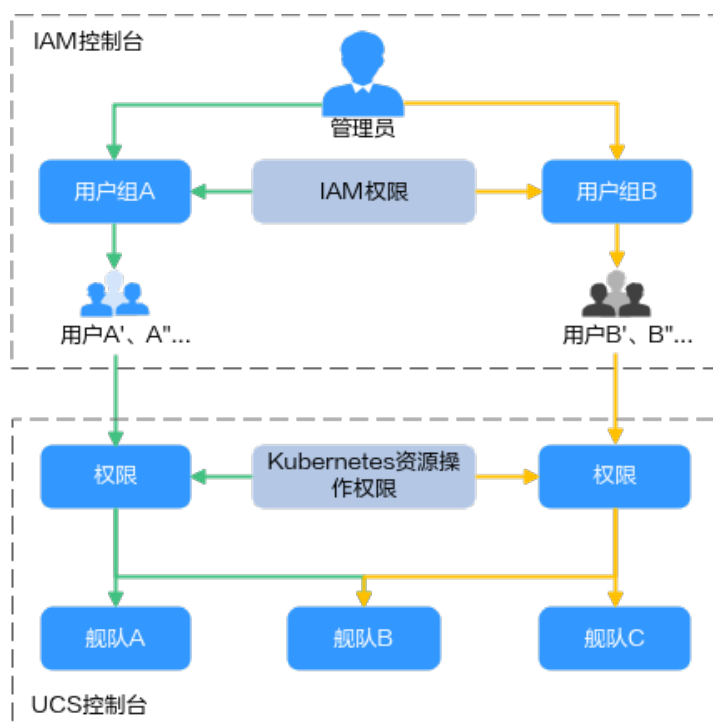 IAM控制台
管理员
用户组A
IAM权限
用户组B
用户A'、A"...
用户B'、B"...
权限
Kubernetes资源操
作权限
权限
舰队A
舰队B
舰队C
UCS控制台